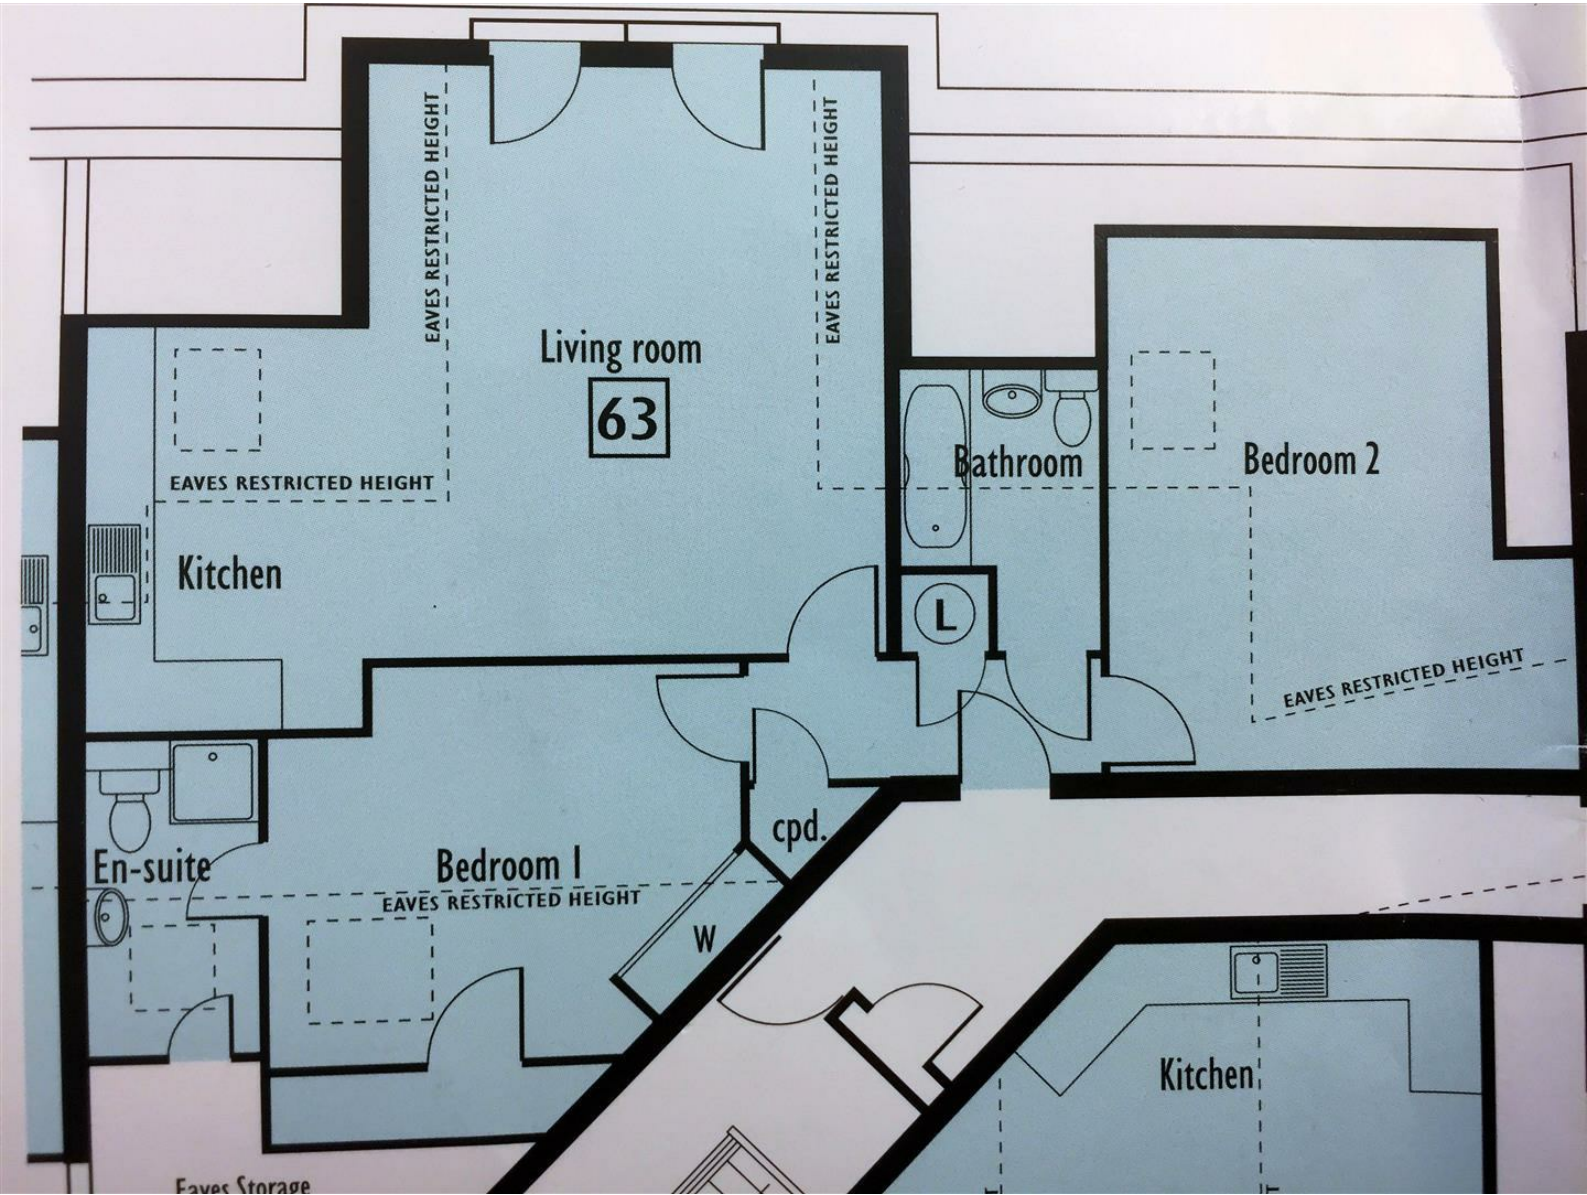 EAVES RESTRICTED HEIGHT
EAVES RESTRICTED HEIGHT
Living room
63
EAVES RESTRICTED HEIGHT
Kitchen
Bathroom
Bedroom 2
L
EAVES RESTRICTED HEIGHT
cpd.
En-suite
Bedroom 1
EAVES RESTRICTED HEIGHT
W
Kitchen
Eaves Storage